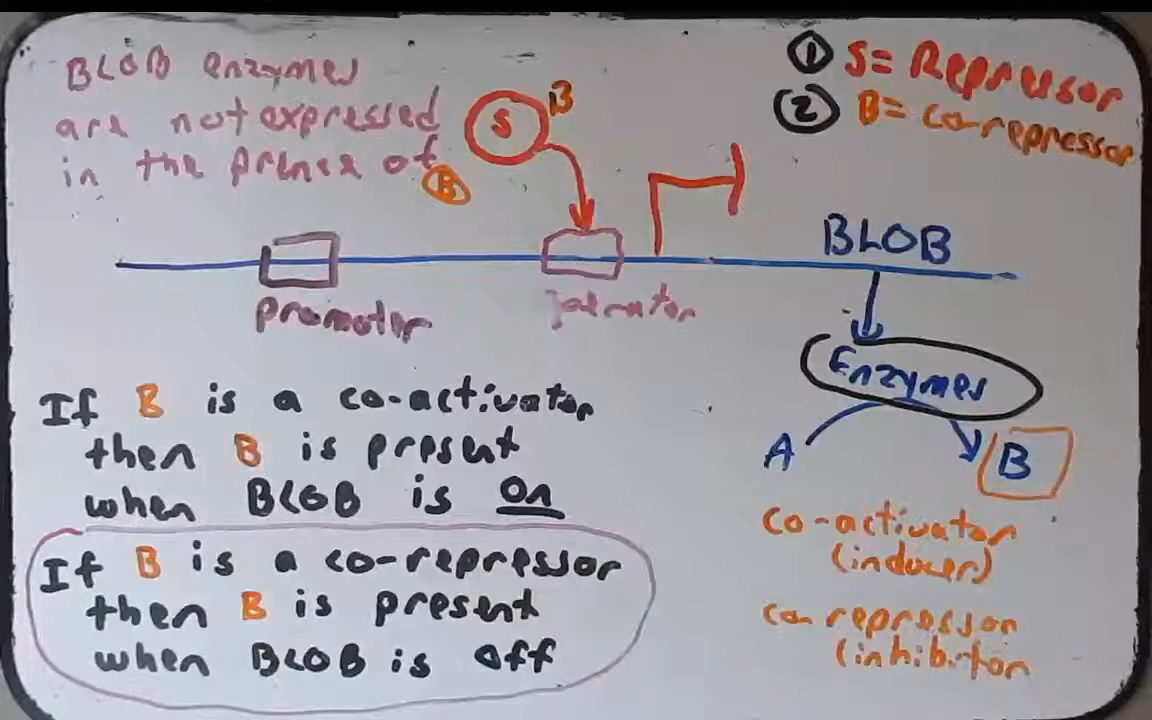 BLOB enzymes
are not expressed
in the prense of
B
S
B
① S= Repressor
② B= co-repressor
BLOB
promotor
Enzymes
A
B
If B is a co-activator
then B is present
when BLOB is On
If B is a co-repressor
then B is present
when BLOB is Off
co-activator
(inducer)
co repressor
(inhibitor